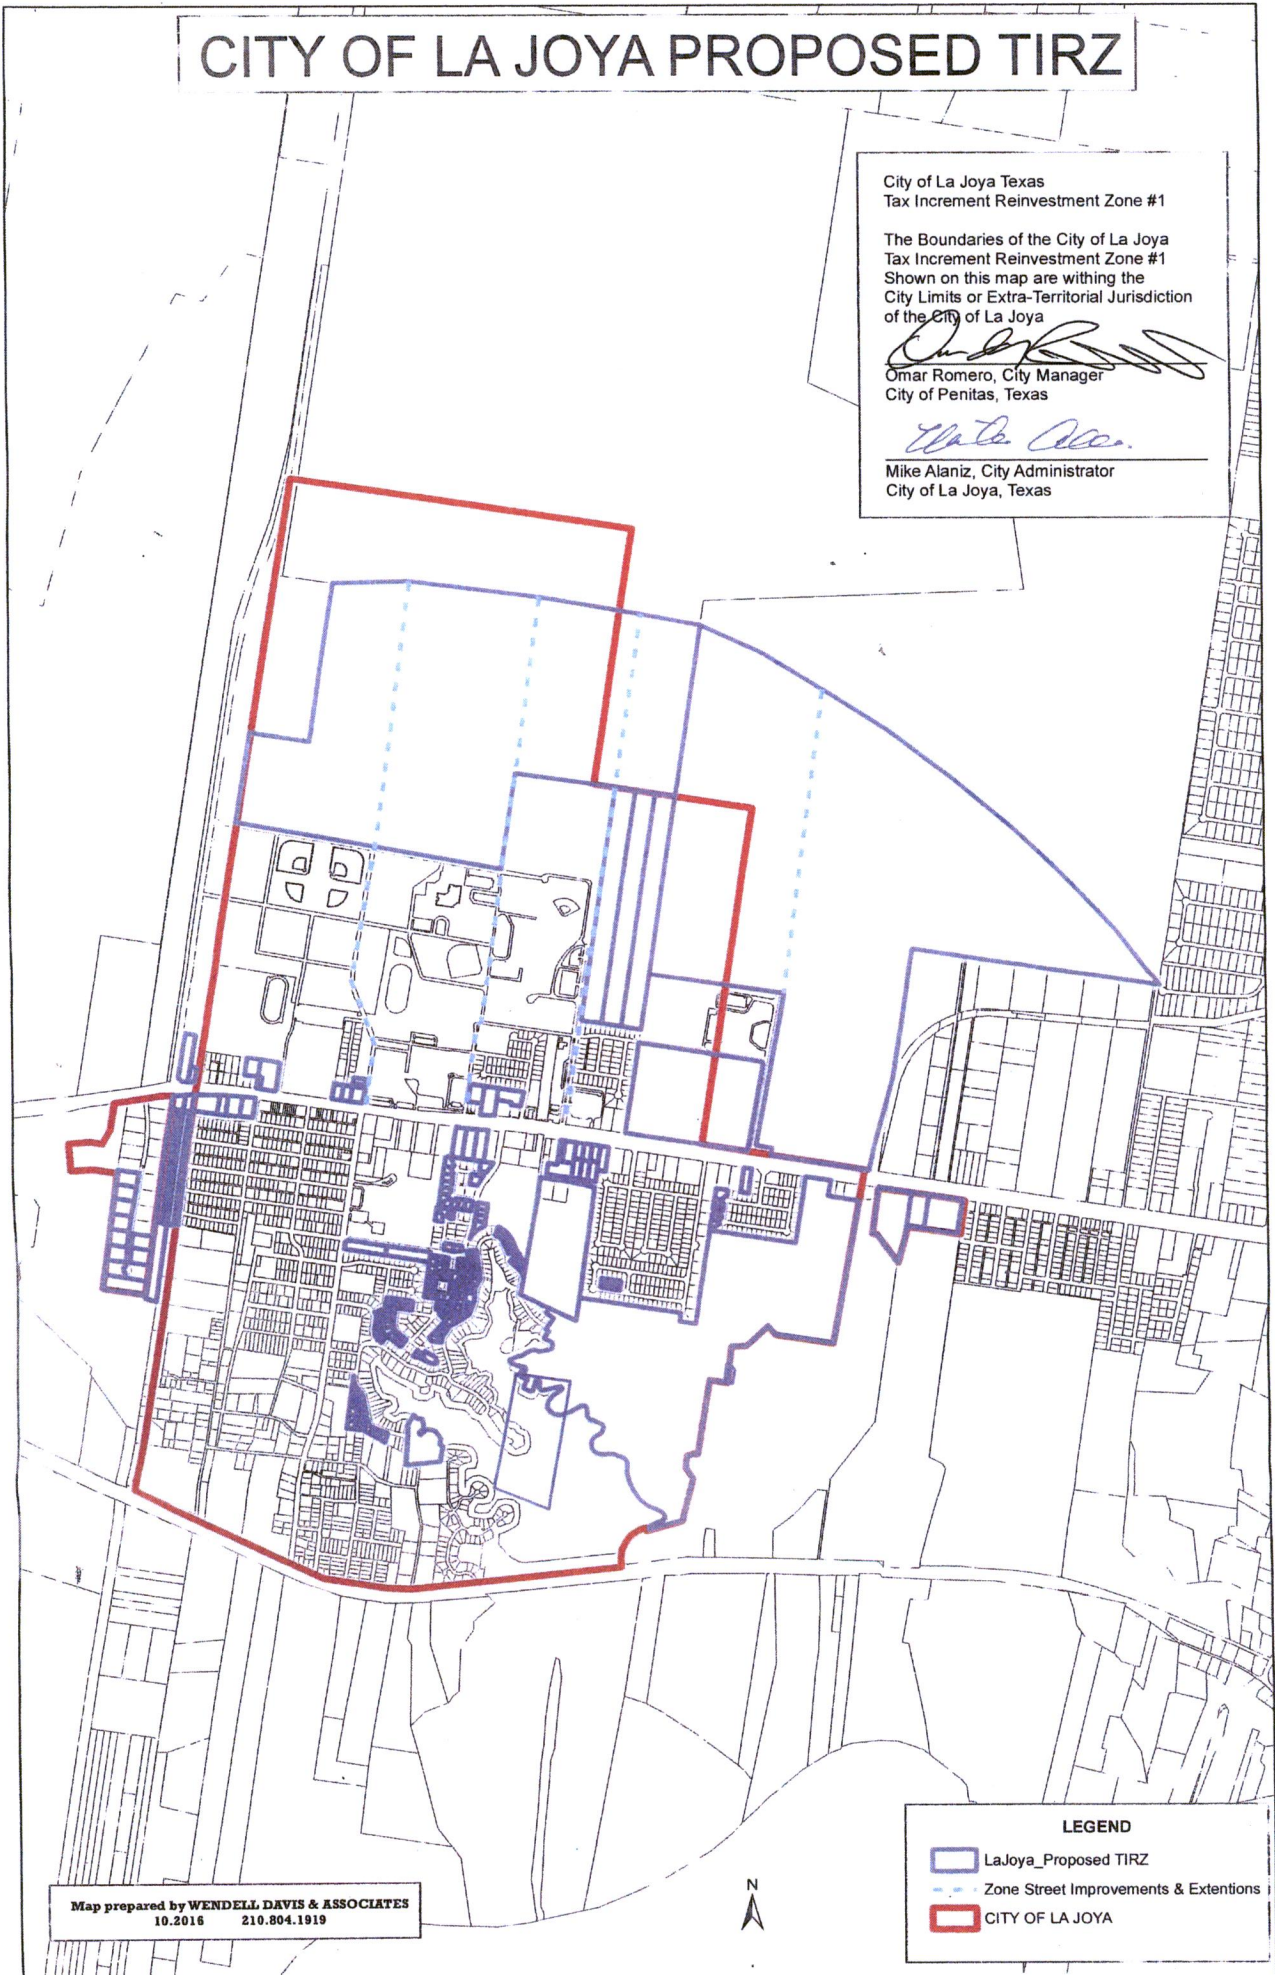 CITY OF LA JOYA PROPOSED TIRZ
City of La Joya Texas
Tax Increment Reinvestment Zone #1
The Boundaries of the City of La Joya
Tax Increment Reinvestment Zone #1
Shown on this map are withing the
City Limits or Extra-Territorial Jurisdiction
of the City of La Joya
Omar Romero, City Manager
City of Penitas, Texas
Mike Alaniz, City Administrator
City of La Joya, Texas
LEGEND
LaJoya_Proposed TIRZ
Zone Street Improvements & Extentions
CITY OF LA JOYA
N
Map prepared by WENDELL DAVIS & ASSOCIATES
10.2016 210.804.1919